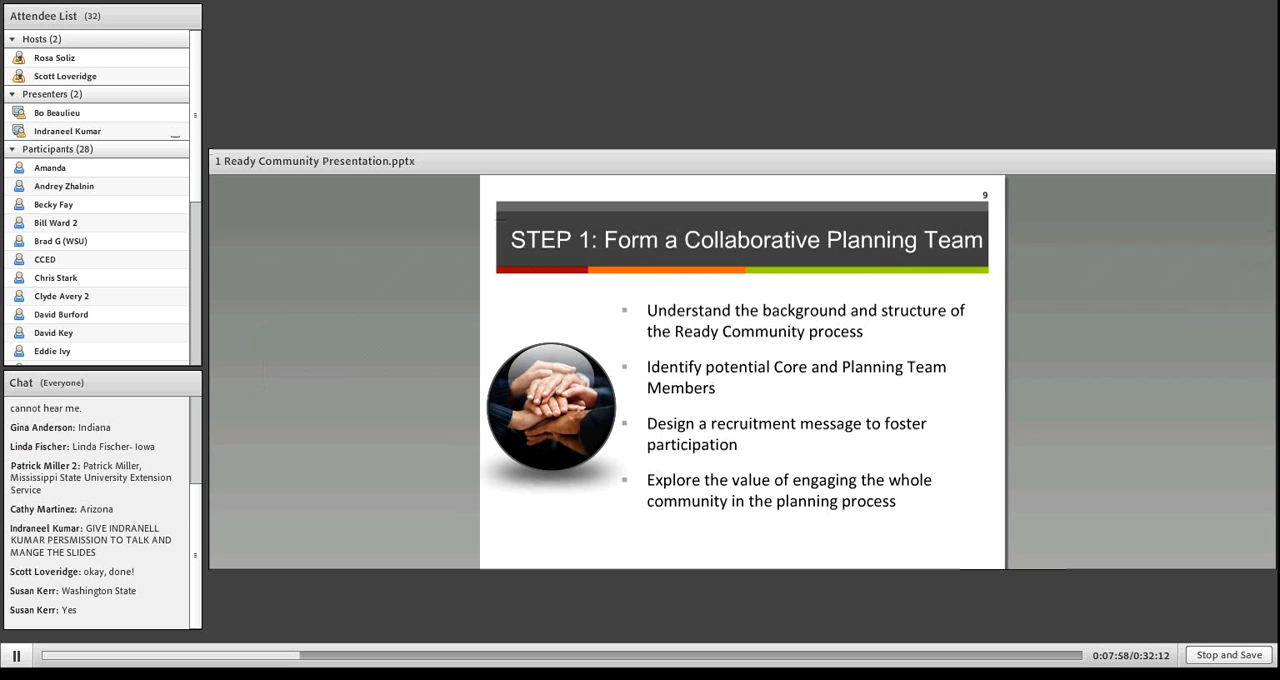 Attendee List (32)
Hosts (2)
Rosa Soliz
Scott Loveridge
Presenters (2)
Bo Beaulieu
Indraneel Kumar
Participants (28)
Amanda
Andrey Zhalnin
Becky Fay
Bill Ward 2
Brad G (WSU)
CCED
Chris Stark
Clyde Avery 2
David Burford
David Key
Eddie Ivy
Chat (Everyone)
cannot hear me.
Gina Anderson: Indiana
Linda Fischer: Linda Fischer- Iowa
Patrick Miller 2: Patrick Miller,
Mississippi State University Extension
Service
Cathy Martinez: Arizona
Indraneel Kumar: GIVE INDRANELL
KUMAR PERSMISSION TO TALK AND
MANGE THE SLIDES
Scott Loveridge: okay, done!
Susan Kerr: Washington State
Susan Kerr: Yes
1 Ready Community Presentation.pptx
9
STEP 1: Form a Collaborative Planning Team
Understand the background and structure of
the Ready Community process
Identify potential Core and Planning Team
Members
Design a recruitment message to foster
participation
Explore the value of engaging the whole
community in the planning process
0:07:58/0:32:12
Stop and Save